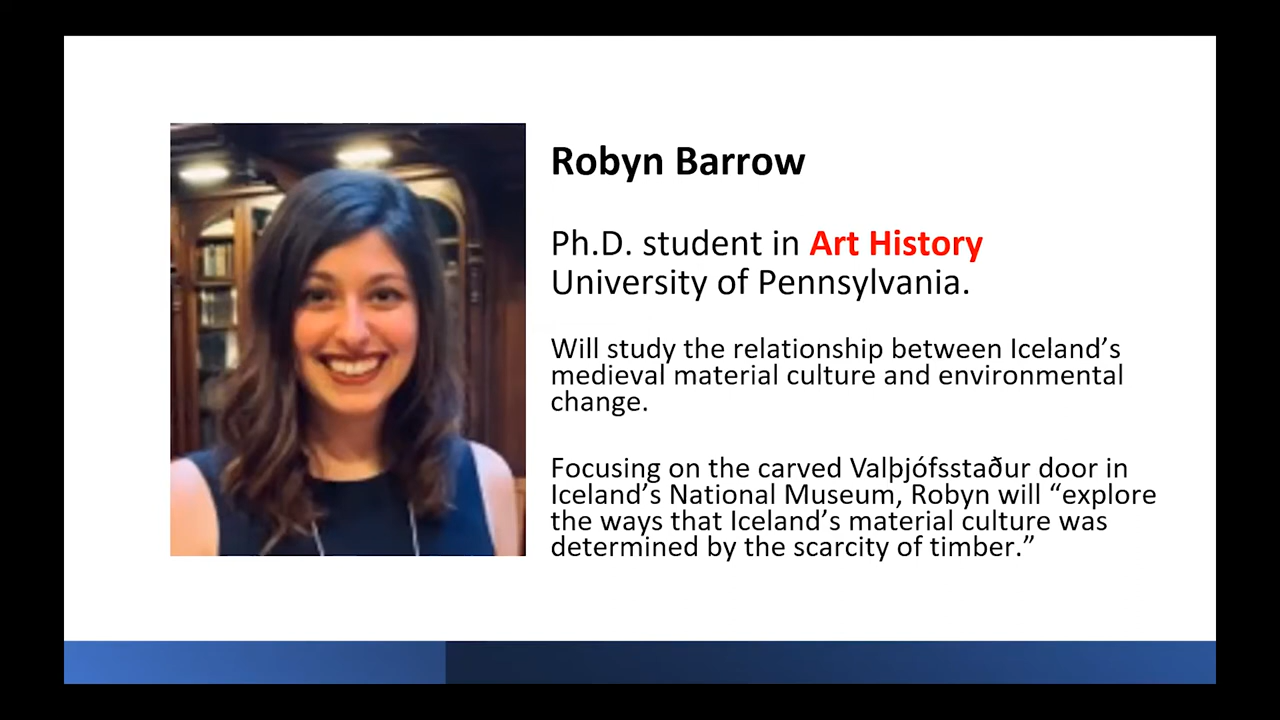 Robyn Barrow
Ph.D. student in Art History
University of Pennsylvania.
Will study the relationship between Iceland’s
medieval material culture and environmental
change.
Focusing on the carved Valþjófsstaður door in
Iceland’s National Museum, Robyn will “explore
the ways that Iceland’s material culture was
determined by the scarcity of timber.”